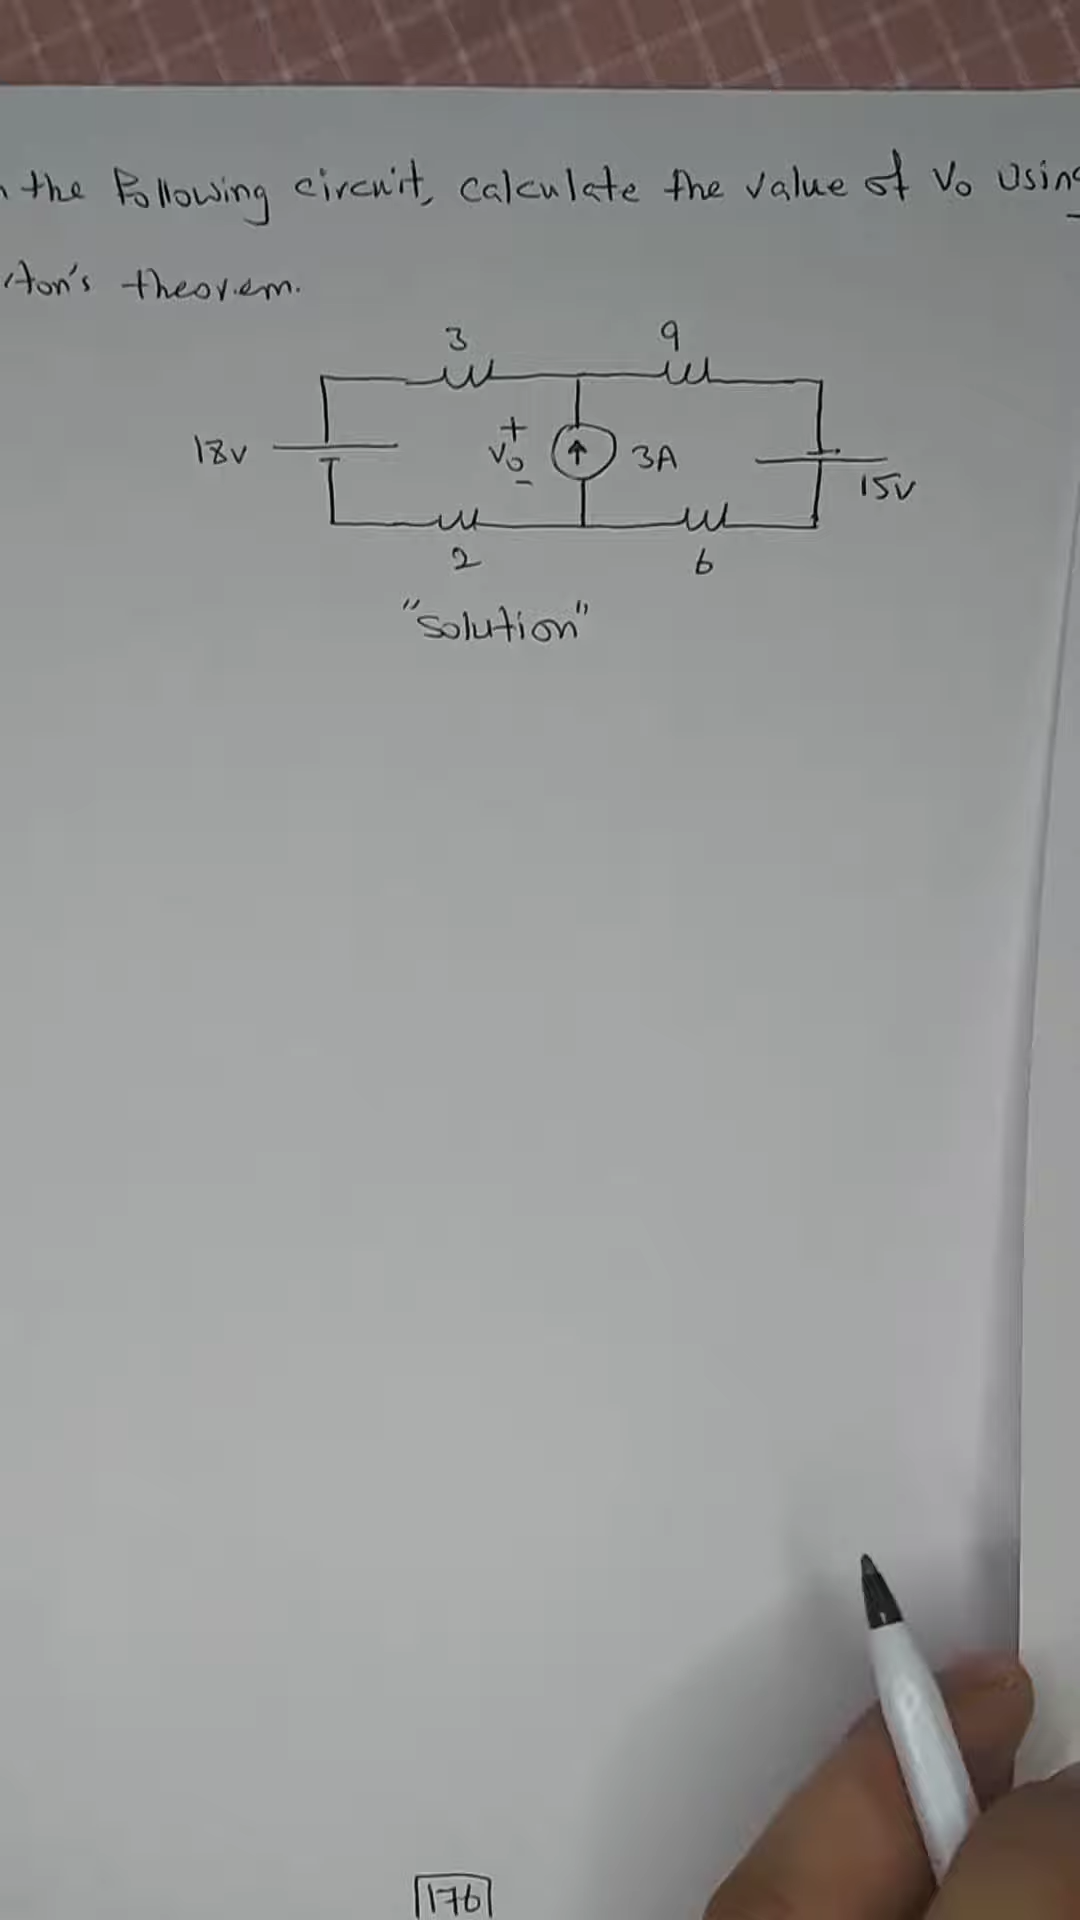 the following circuit, calculate the value of Vo Using
ton's theorem.
3
9
18v
+
Vo
-
3A
15v
2
6
"solution"
176